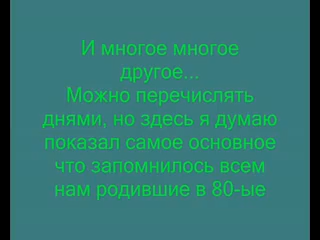 И многое многое
другое...
Можно перечислять
днями, но здесь я думаю
показал самое основное
что запомнилось всем
нам родившие в 80-ые